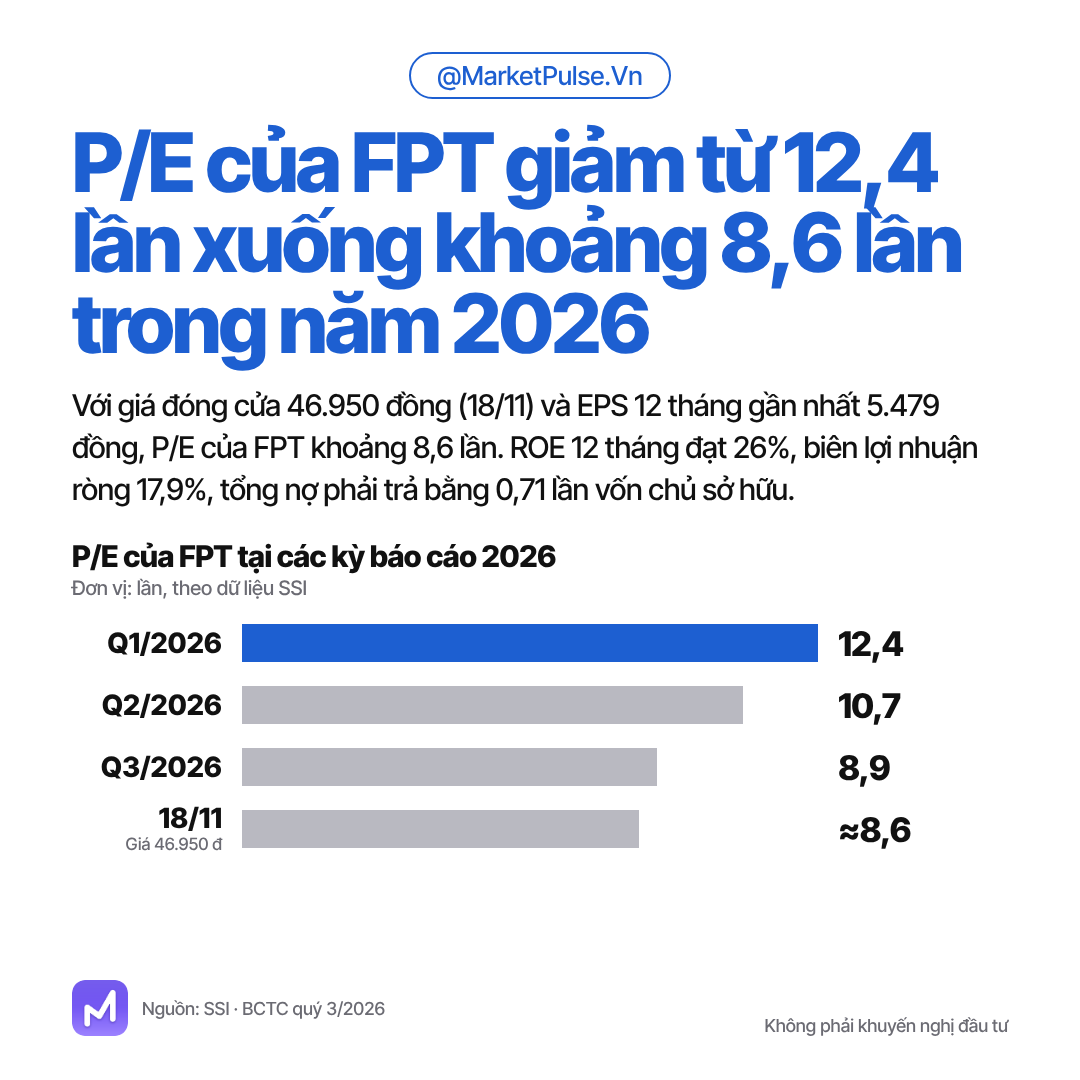 @MarketPulse.Vn
P/E của FPT giảm từ 12,4
lần xuống khoảng 8,6 lần
trong năm 2026
Với giá đóng cửa 46.950 đồng (18/11) và EPS 12 tháng gần nhất 5.479
đồng, P/E của FPT khoảng 8,6 lần. ROE 12 tháng đạt 26%, biên lợi nhuận
ròng 17,9%, tổng nợ phải trả bằng 0,71 lần vốn chủ sở hữu.
P/E của FPT tại các kỳ báo cáo 2026
Đơn vị: lần, theo dữ liệu SSI
Q1/2026 12,4
Q2/2026 10,7
Q3/2026 8,9
18/11 ≈8,6
Giá 46.950 đ
Nguồn: SSI · BCTC quý 3/2026
Không phải khuyến nghị đầu tư